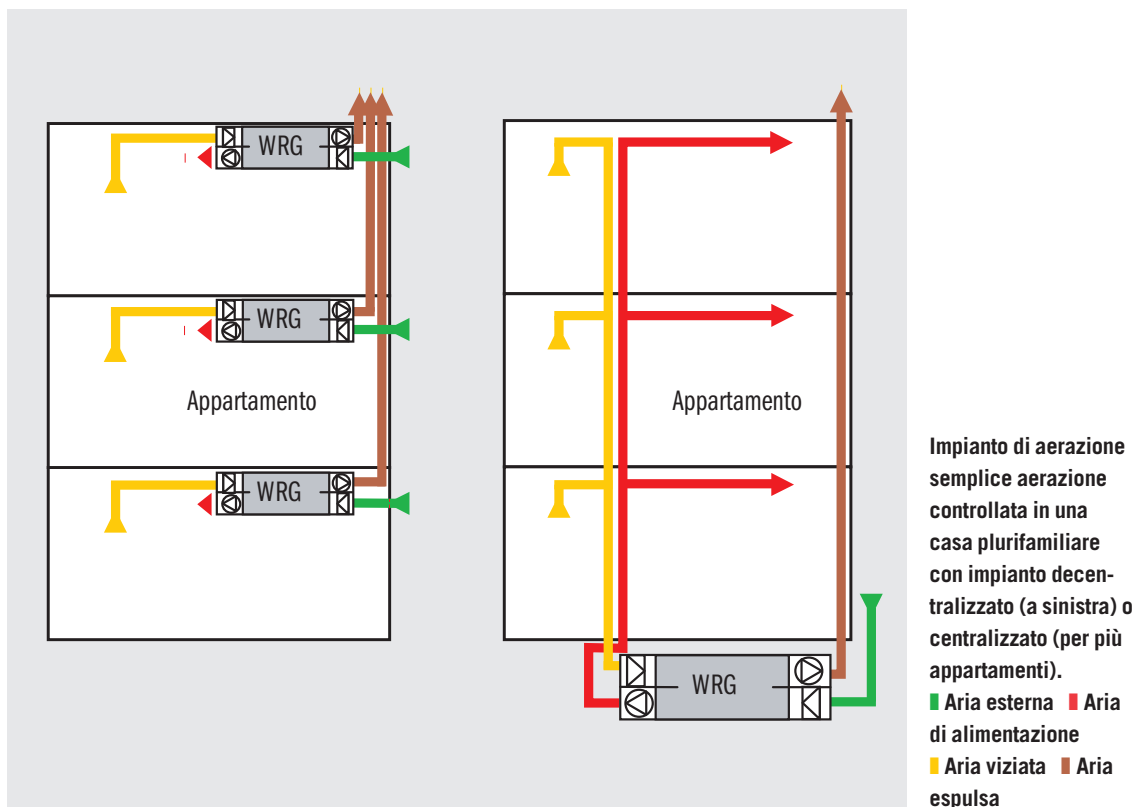 WRG
WRG
Appartamento
WRG
Appartamento
WRG
Impianto di aerazione
semplice aerazione
controllata in una
casa plurifamiliare
con impianto decen-
tralizzato (a sinistra) o
centralizzato (per più
appartamenti).
Aria esterna Aria
di alimentazione
Aria viziata Aria
espulsa